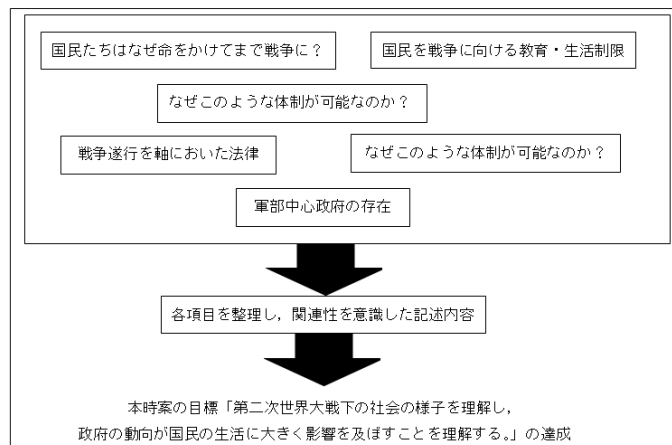 国民たちはなぜ命をかけてまで戦争に？
国民を戦争に向ける教育・生活制限
なぜこのような体制が可能なのか？
戦争遂行を軸においた法律
なぜこのような体制が可能なのか？
軍部中心政府の存在
各項目を整理し，関連性を意識した記述内容
本時案の目標「第二次世界大戦下の社会の様子を理解し，
政府の動向が国民の生活に大きく影響を及ぼすことを理解する。」の達成